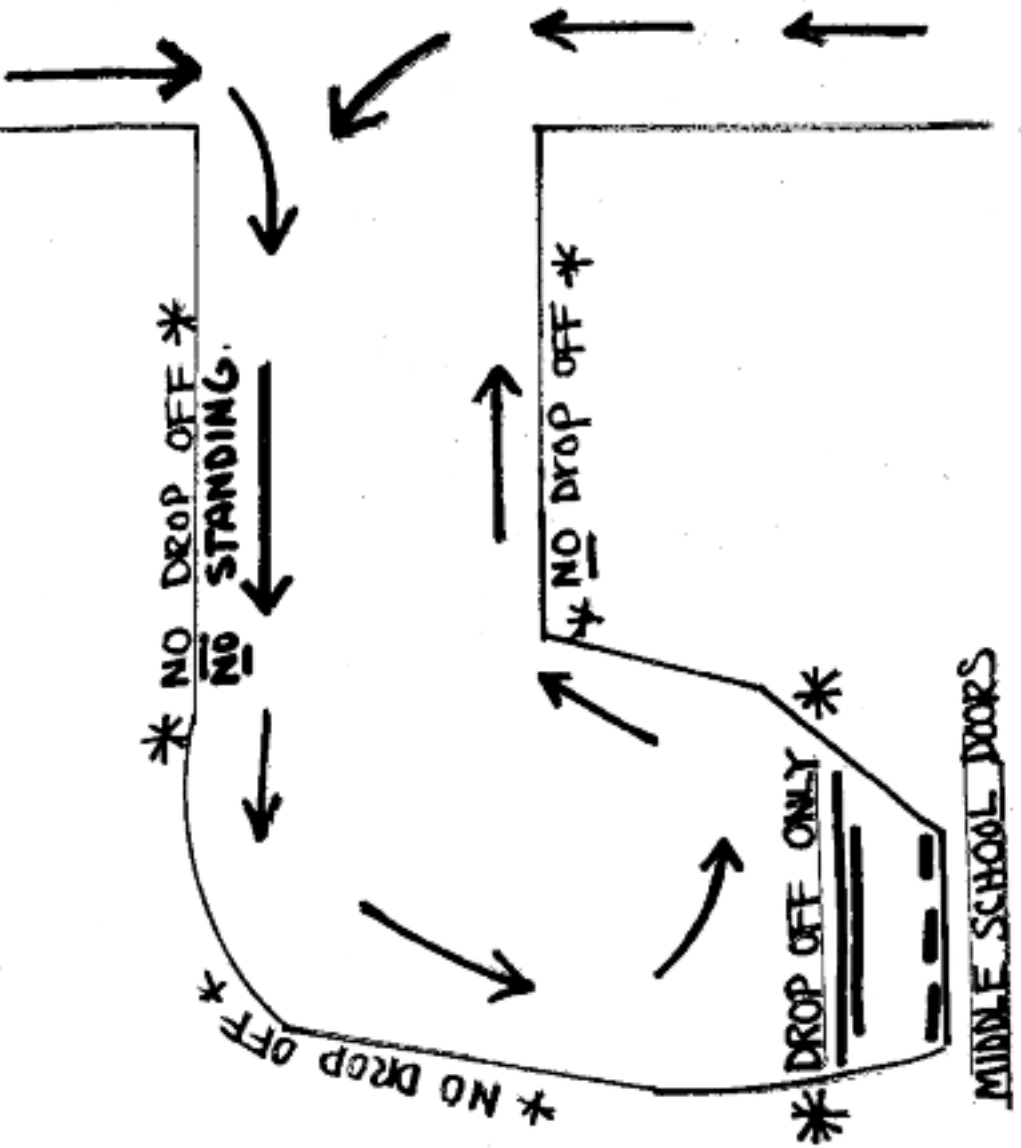 * NO DROP OFF *
NO STANDING.
* NO DROP OFF *
* NO DROP OFF *
* DROP OFF ONLY *
MIDDLE SCHOOL DOORS